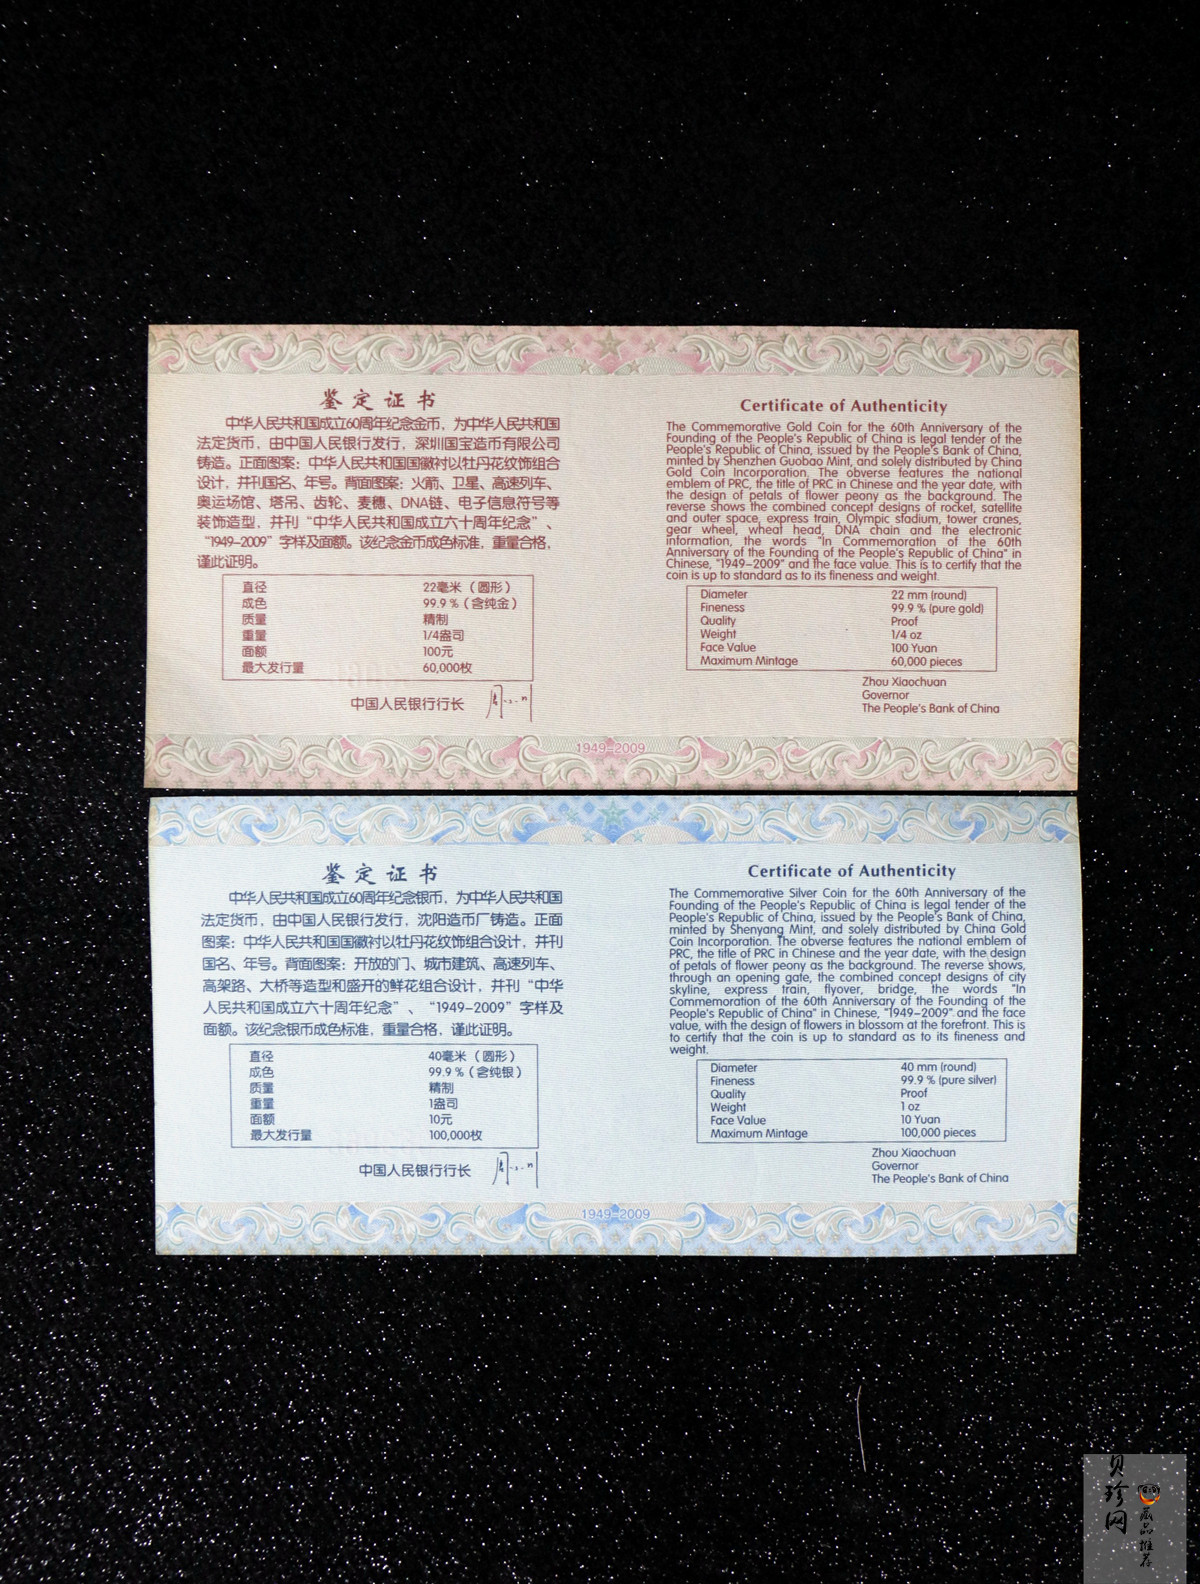 鉴定证书
中华人民共和国成立60周年纪念金币，为中华人民共和国
法定货币，由中国人民银行发行，深圳国宝造币有限公司
铸造。正面图案：中华人民共和国国徽衬以牡丹花纹饰组合
设计，并刊国名、年号。背面图案：火箭、卫星、高速列车、
奥运场馆、塔吊、齿轮、麦穗、DNA链、电子信息符号等
装饰造型，并刊“中华人民共和国成立六十周年纪念”、
“1949-2009”字样及面额。该纪念金币成色标准，重量合格，
谨此证明。
直径 22毫米（圆形）
成色 99.9％（含纯金）
质量 精制
重量 1/4盎司
面额 100元
最大发行量 60,000枚
中国人民银行行长
Certificate of Authenticity
The Commemorative Gold Coin for the 60th Anniversary of the
Founding of the People's Republic of China is legal tender of the
People's Republic of China, issued by the People's Bank of China,
minted by Shenzhen Guobao Mint, and solely distributed by China
Gold Coin Incorporation. The obverse features the national
emblem of PRC, the title of PRC in Chinese and the year date, with
the design of petals of flower peony as the background. The
reverse shows the combined concept designs of rocket, satellite
and outer space, express train, Olympic stadium, tower cranes,
gear wheel, wheat head, DNA chain and the electronic
information, the words "In Commemoration of the 60th
Anniversary of the Founding of the People's Republic of China" in
Chinese, "1949-2009" and the face value. This is to certify that the
coin is up to standard as to its fineness and weight.
Diameter 22 mm (round)
Fineness 99.9 % (pure gold)
Quality Proof
Weight 1/4 oz
Face Value 100 Yuan
Maximum Mintage 60,000 pieces
Zhou Xiaochuan
Governor
The People's Bank of China
1949-2009
鉴定证书
中华人民共和国成立60周年纪念银币，为中华人民共和国
法定货币，由中国人民银行发行，沈阳造币厂铸造。正面
图案：中华人民共和国国徽衬以牡丹花纹饰组合设计，并刊
国名、年号。背面图案：开放的门、城市建筑、高速列车、
高架路、大桥等造型和盛开的鲜花组合设计，并刊“中华
人民共和国成立六十周年纪念”、“1949-2009”字样及
面额。该纪念银币成色标准，重量合格，谨此证明。
直径 40毫米（圆形）
成色 99.9％（含纯银）
质量 精制
重量 1盎司
面额 10元
最大发行量 100,000枚
中国人民银行行长
Certificate of Authenticity
The Commemorative Silver Coin for the 60th Anniversary of the
Founding of the People's Republic of China is legal tender of the
People's Republic of China, issued by the People's Bank of China,
minted by Shenyang Mint, and solely distributed by China Gold
Coin Incorporation. The obverse features the national emblem of
PRC, the title of PRC in Chinese and the year date, with the design
of petals of flower peony as the background. The reverse shows,
through an opening gate, the combined concept designs of city
skyline, express train, flyover, bridge, the words "In
Commemoration of the 60th Anniversary of the Founding of the
People's Republic of China" in Chinese, "1949-2009" and the face
value, with the design of flowers in blossom at the forefront. This is
to certify that the coin is up to standard as to its fineness and
weight.
Diameter 40 mm (round)
Fineness 99.9 % (pure silver)
Quality Proof
Weight 1 oz
Face Value 10 Yuan
Maximum Mintage 100,000 pieces
Zhou Xiaochuan
Governor
The People's Bank of China
1949-2009
贝珍网
藏品推荐